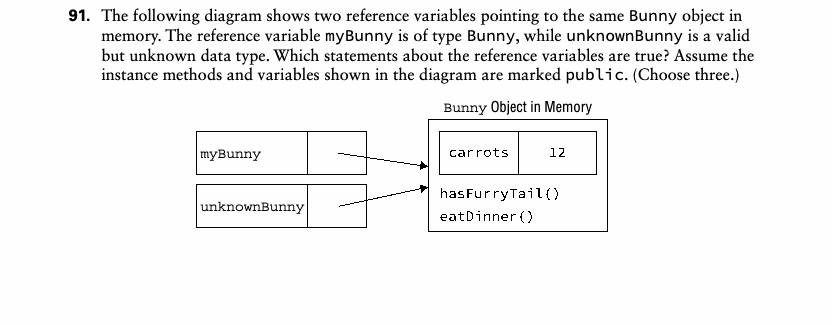 91. The following diagram shows two reference variables pointing to the same Bunny object in
memory. The reference variable myBunny is of type Bunny, while unknownBunny is a valid
but unknown data type. Which statements about the reference variables are true? Assume the
instance methods and variables shown in the diagram are marked public. (Choose three.)
Bunny Object in Memory
myBunny
carrots 12
hasFurryTail()
unknownBunny
eatDinner()